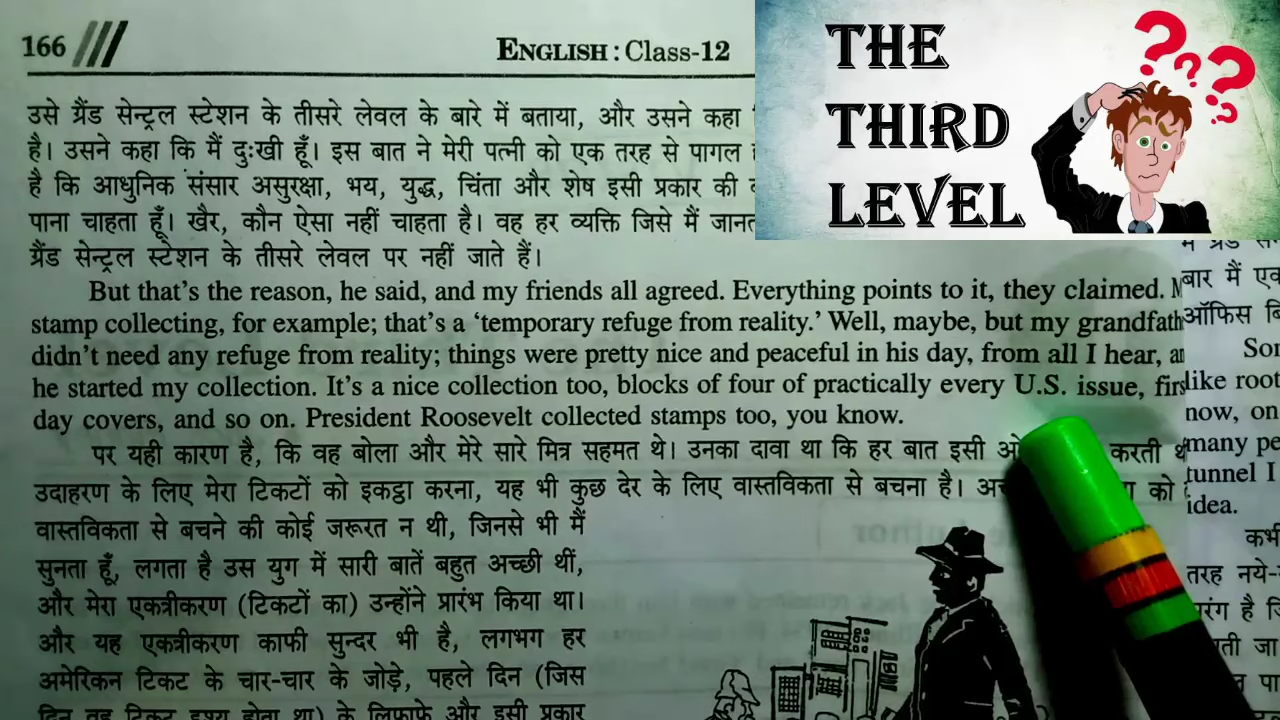 166
ENGLISH : Class-12
THE
THIRD
LEVEL
उसे ग्रैंड सेन्ट्रल स्टेशन के तीसरे लेवल के बारे में बताया, और उसने कहा
है। उसने कहा कि मैं दुःखी हूँ। इस बात ने मेरी पत्नी को एक तरह से पागल
है कि आधुनिक संसार असुरक्षा, भय, युद्ध, चिंता और शेष इसी प्रकार की
पाना चाहता हूँ। खैर, कौन ऐसा नहीं चाहता है। वह हर व्यक्ति जिसे मैं
ग्रैंड सेन्ट्रल स्टेशन के तीसरे लेवल पर नहीं जाते हैं।
But that's the reason, he said, and my friends all agreed. Everything points to it, they claimed.
stamp collecting, for example; that's a 'temporary refuge from reality.' Well, maybe, but my
didn't need any refuge from reality; things were pretty nice and peaceful in his day, from all I hear,
he started my collection. It's a nice collection too, blocks of four of practically every U.S. issue,
day covers, and so on. President Roosevelt collected stamps too, you know.
पर यही कारण है, कि वह बोला और मेरे सारे मित्र सहमत थे। उनका दावा था कि हर बात इसी करती
उदाहरण के लिए मेरा टिकटों को इकट्ठा करना, यह भी कुछ देर के लिए वास्तविकता से बचना है। को
वास्तविकता से बचने की कोई जरूरत न थी, जिनसे भी मैं
सुनता हूँ, लगता है उस युग में सारी बातें बहुत अच्छी थीं,
और मेरा एकत्रीकरण (टिकटों का) उन्होंने प्रारंभ किया था।
और यह एकत्रीकरण काफी सुन्दर भी है, लगभग हर
अमेरिकन टिकट के चार-चार के जोड़े, पहले दिन (जिस
दिन वह टिकट दृश्य होता था) के लिफाफे और इसी प्रकार
बार मैं
ऑफिस
like
now, on
many
tunnel I
idea.
तरह